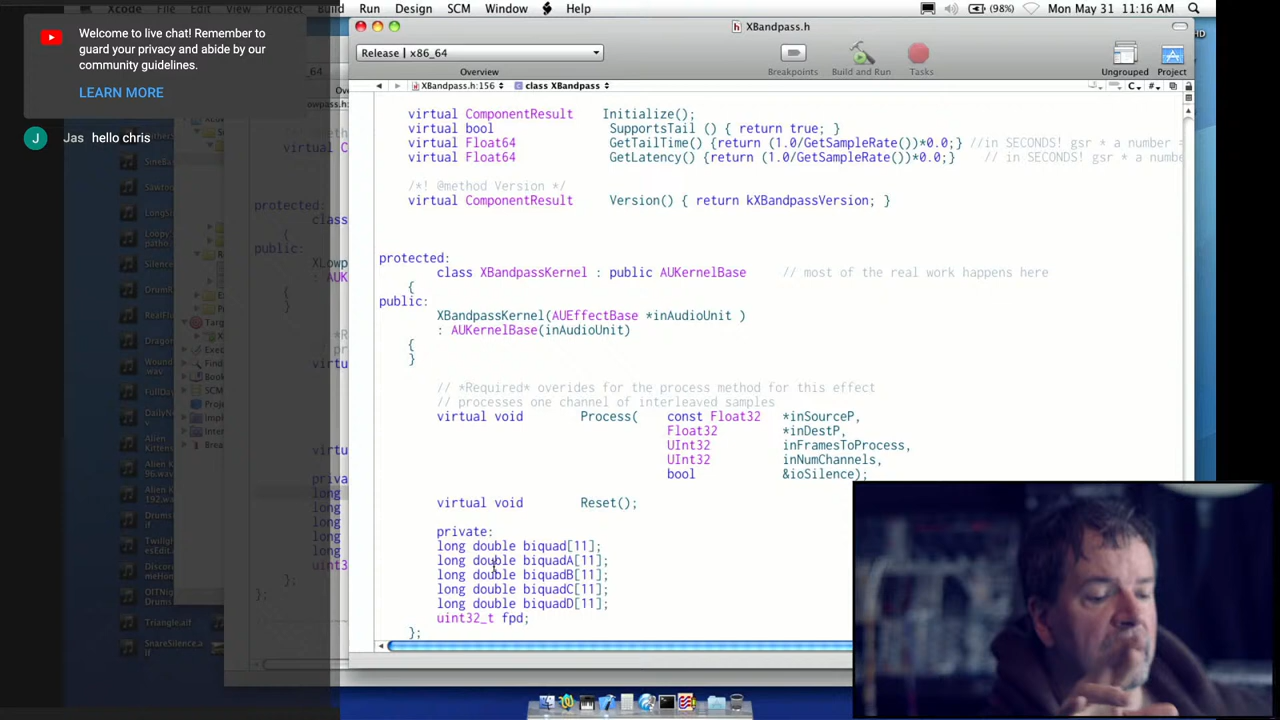 Run Design SCM Window Help (98%) Mon May 31 11:16 AM
Welcome to live chat! Remember to
guard your privacy and abide by our
community guidelines.
LEARN MORE
Jas hello chris
XBandpass.h
Release | x86_64
Overview Breakpoints Build and Run Tasks Ungrouped Project
XBandpass.h:156 class XBandpass
virtual ComponentResult Initialize();
virtual bool SupportsTail () { return true; }
virtual Float64 GetTailTime() {return (1.0/GetSampleRate())*0.0;} //in SECONDS! gsr * a number =
virtual Float64 GetLatency() {return (1.0/GetSampleRate())*0.0;} // in SECONDS! gsr * a number
/*! @method Version */
virtual ComponentResult Version() { return kXBandpassVersion; }
protected:
class XBandpassKernel : public AUKernelBase // most of the real work happens here
{
public:
XBandpassKernel(AUEffectBase *inAudioUnit )
: AUKernelBase(inAudioUnit)
{
}
// *Required* overides for the process method for this effect
// processes one channel of interleaved samples
virtual void Process( const Float32 *inSourceP,
Float32 *inDestP,
UInt32 inFramesToProcess,
UInt32 inNumChannels,
bool &ioSilence);
virtual void Reset();
private:
long double biquad[11];
long double biquadA[11];
long double biquadB[11];
long double biquadC[11];
long double biquadD[11];
uint32_t fpd;
};